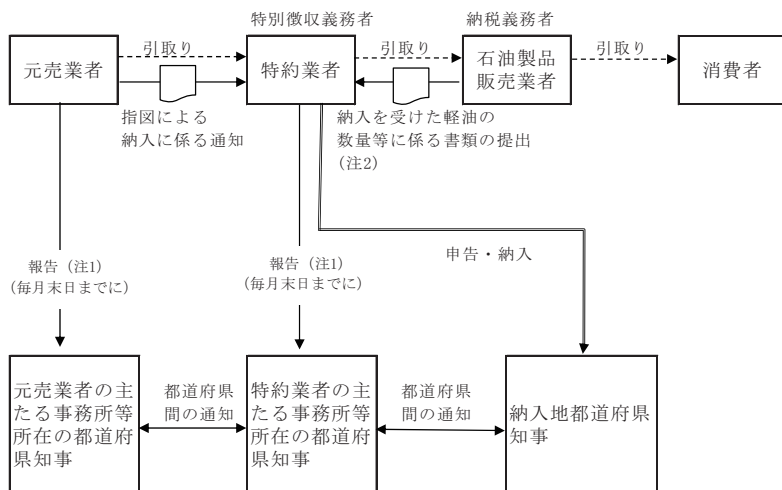 特別徴収義務者
納税義務者
元売業者
引取り
特約業者
引取り
石油製品
販売業者
引取り
消費者
指図による
納入に係る通知
納入を受けた軽油の
数量等に係る書類の提出
(注2)
報告（注1）
（毎月末日までに）
報告（注1）
（毎月末日までに）
申告・納入
元売業者の主
たる事務所等
所在の都道府
県知事
都道府県
間の通知
特約業者の主
たる事務所等
所在の都道府
県知事
都道府県
間の通知
納入地都道府県
知事